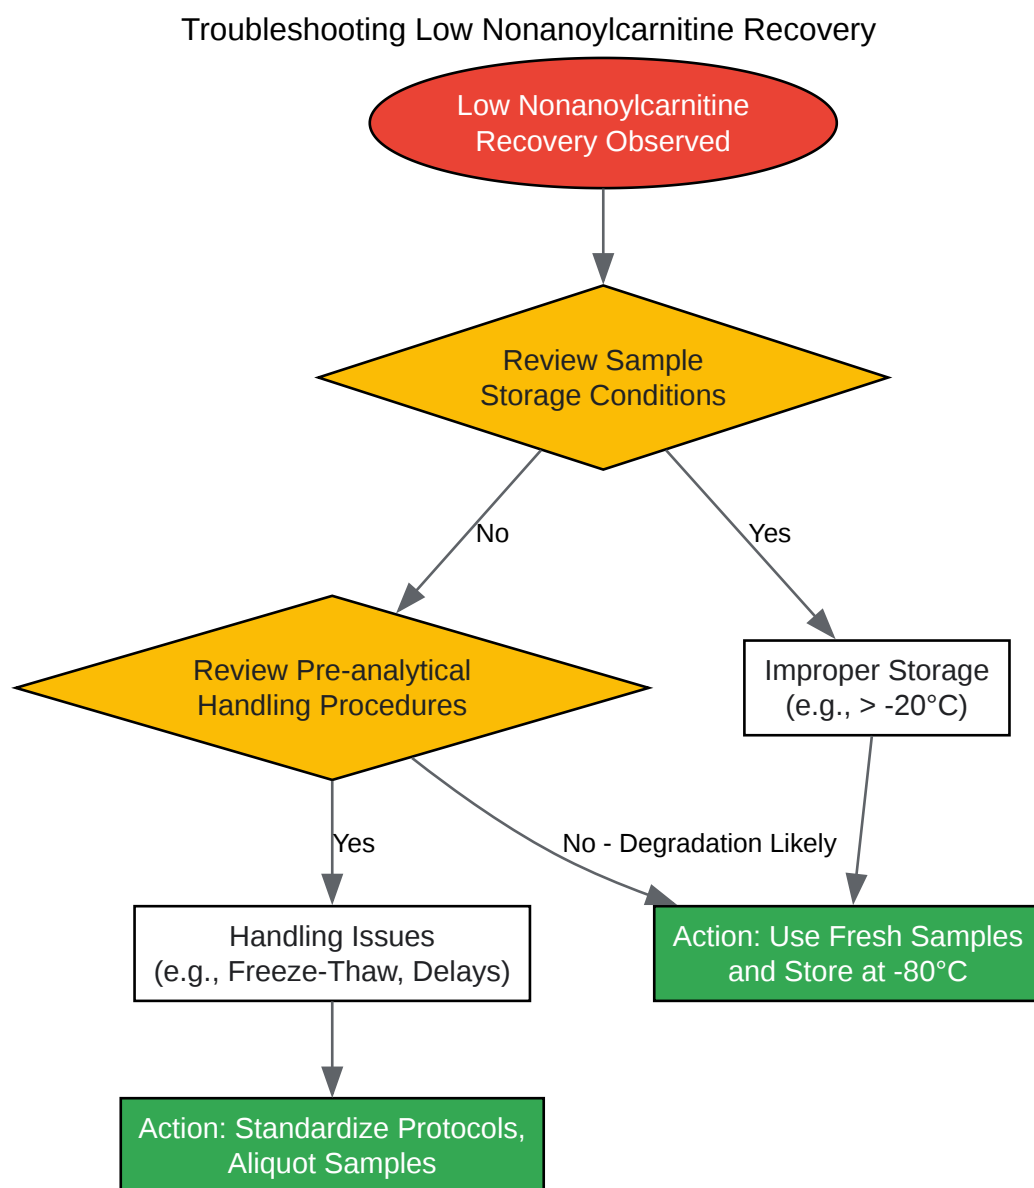 Troubleshooting Low Nonanoylcarnitine Recovery
Low Nonanoylcarnitine
Recovery Observed
Review Sample
Storage Conditions
No
Yes
Review Pre-analytical
Handling Procedures
Improper Storage
(e.g., > -20°C)
Yes
No - Degradation Likely
Handling Issues
(e.g., Freeze-Thaw, Delays)
Action: Use Fresh Samples
and Store at -80°C
Action: Standardize Protocols,
Aliquot Samples